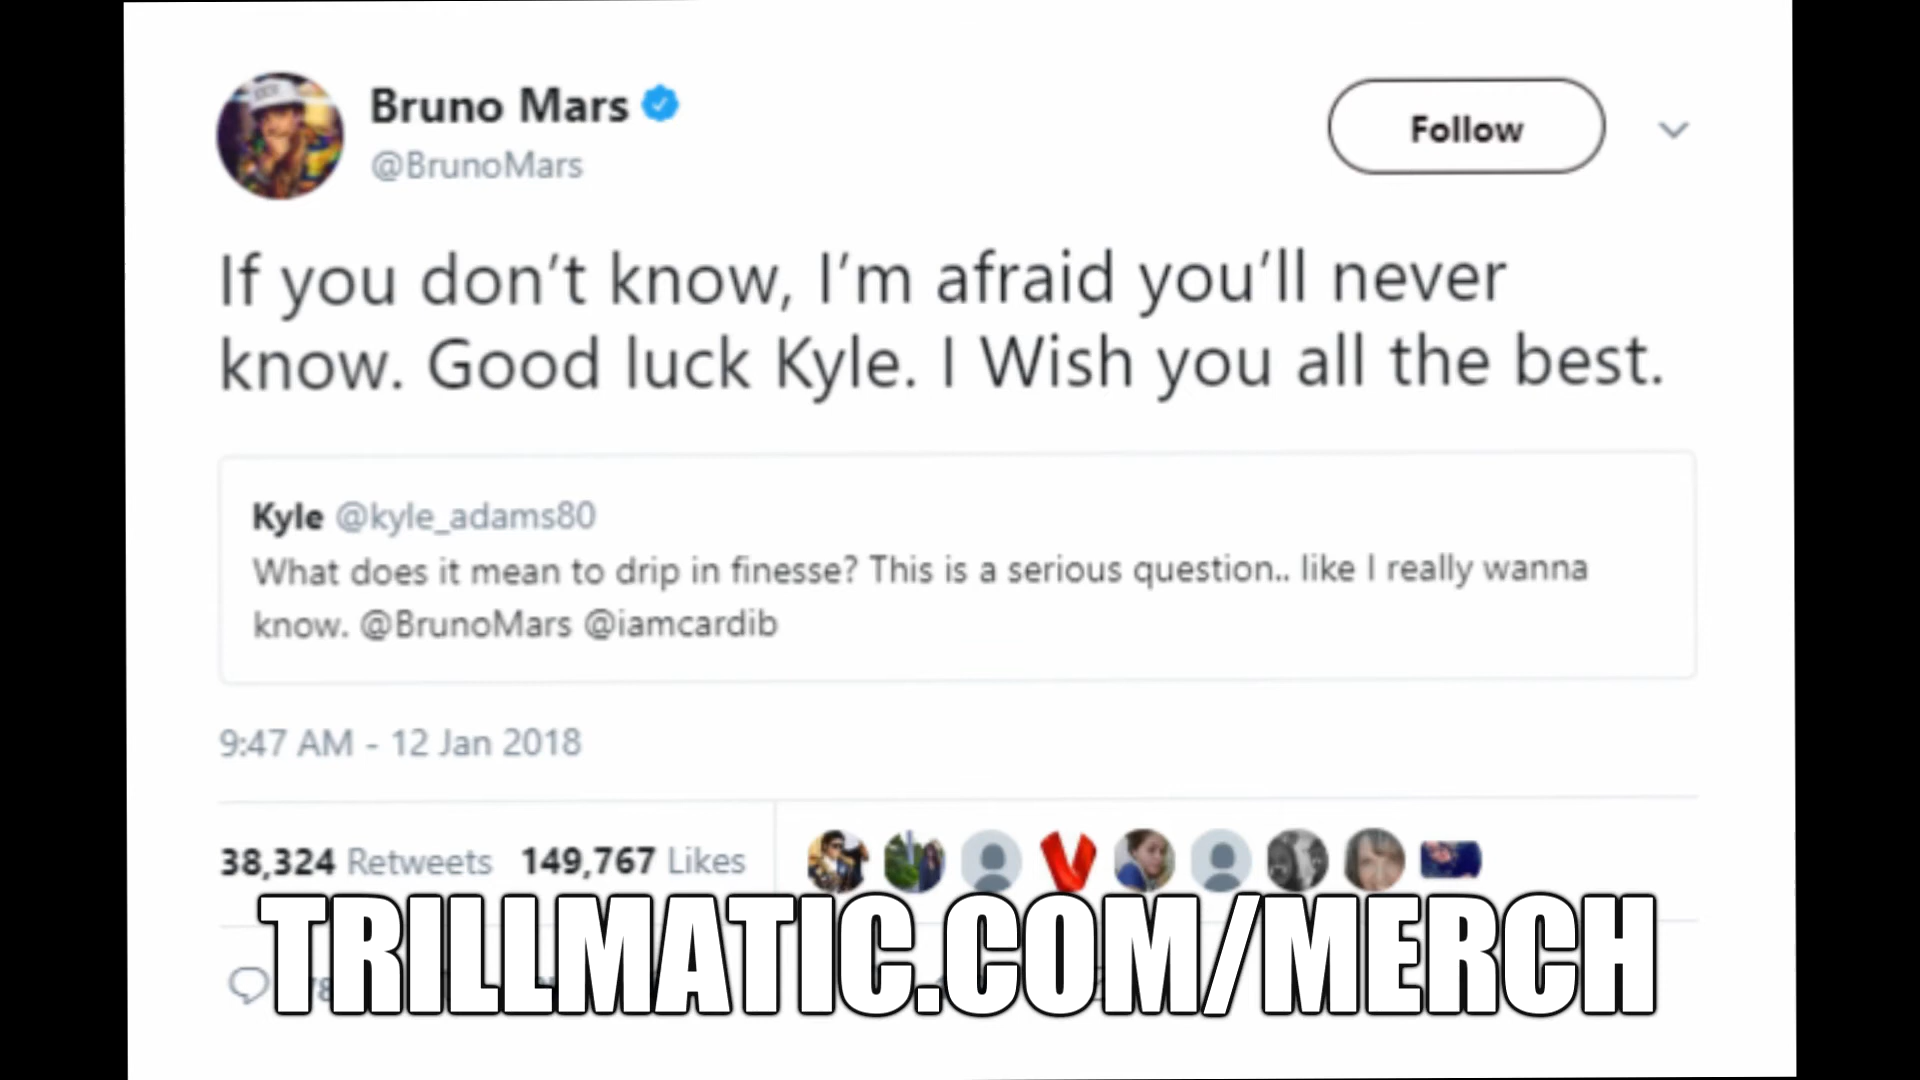 Bruno Mars
@BrunoMars
Follow
If you don’t know, I’m afraid you’ll never
know. Good luck Kyle. I Wish you all the best.
Kyle @kyle_adams80
What does it mean to drip in finesse? This is a serious question.. like I really wanna
know. @BrunoMars @iamcardib
9:47 AM - 12 Jan 2018
38,324 Retweets 149,767 Likes
TRILLMATIC.COM/MERCH